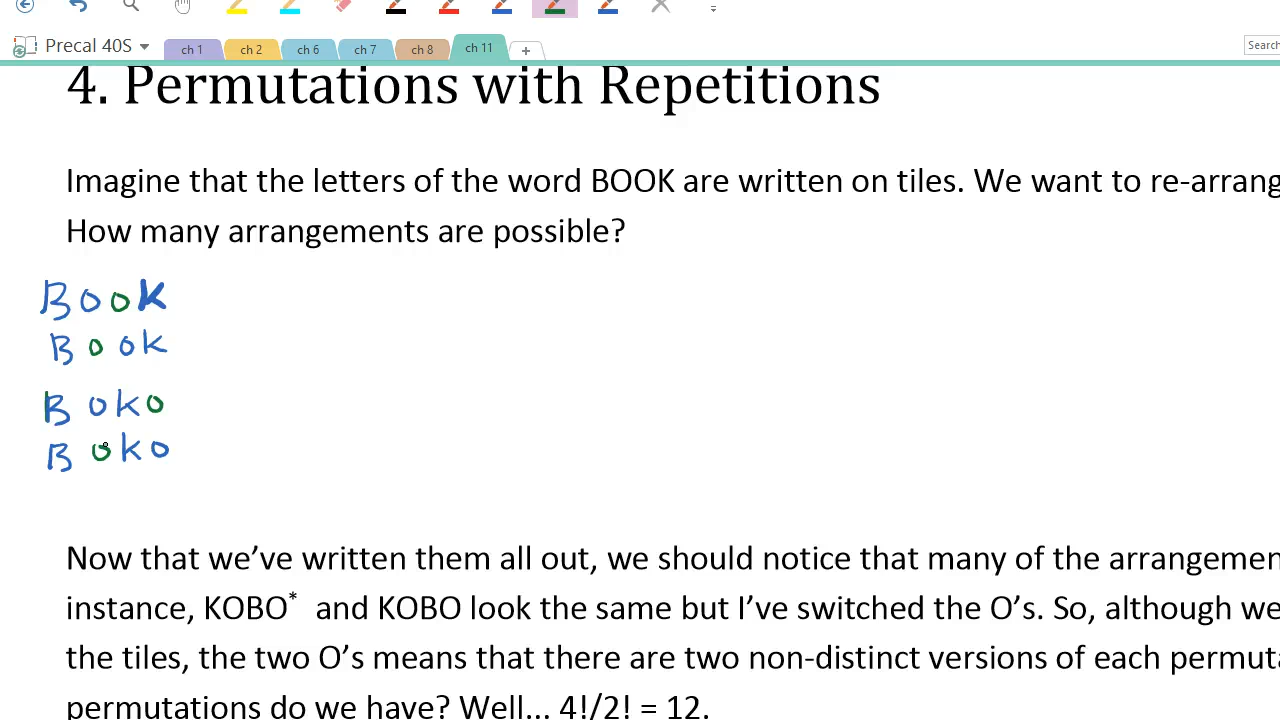 Precal 40S ch 1 ch 2 ch 6 ch 7 ch 8 ch 11 + Search
4. Permutations with Repetitions
Imagine that the letters of the word BOOK are written on tiles. We want to re-arrang
How many arrangements are possible?
BOOK
BOOK
BOKO
BOKO
Now that we've written them all out, we should notice that many of the arrangemen
instance, KOBO* and KOBO look the same but I've switched the O's. So, although we
the tiles, the two O's means that there are two non-distinct versions of each permuta
permutations do we have? Well... 4!/2! = 12.